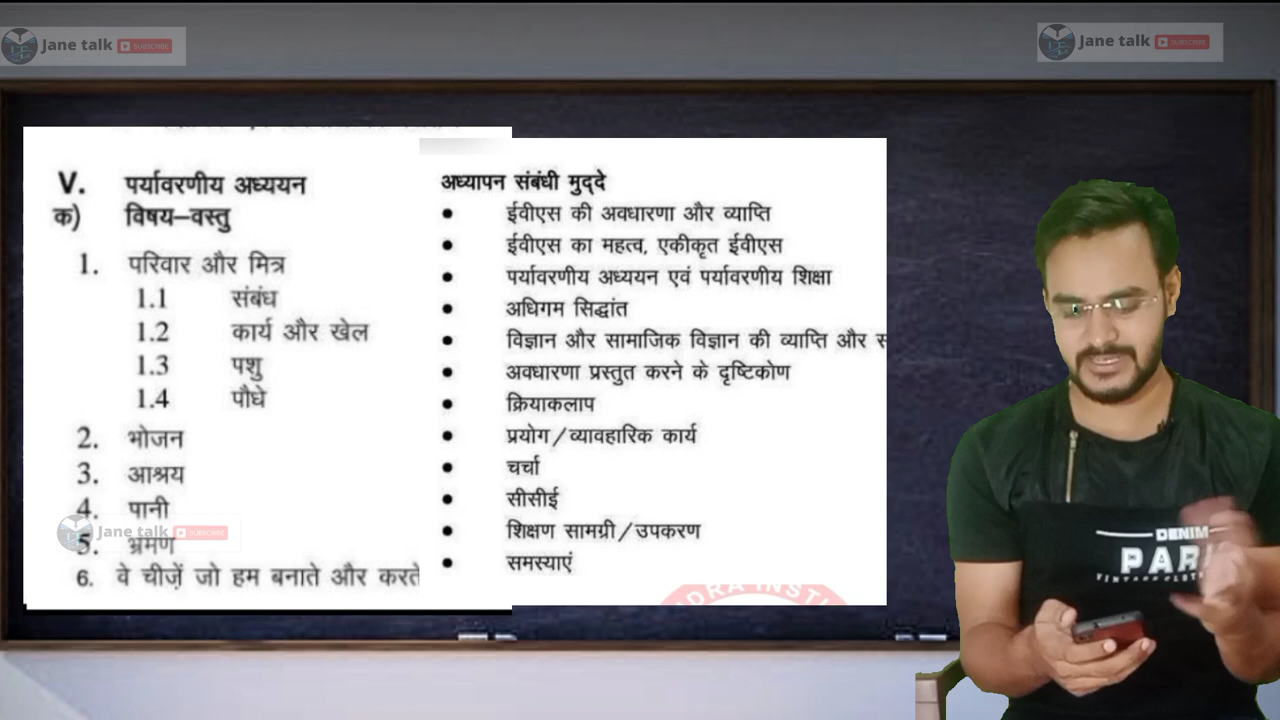 Jane talk SUBSCRIBE
Jane talk SUBSCRIBE
V. पर्यावरणीय अध्ययन
क) विषय–वस्तु
1. परिवार और मित्र
1.1 संबंध
1.2 कार्य और खेल
1.3 पशु
1.4 पौधे
2. भोजन
3. आश्रय
4. पानी
Jane talk SUBSCRIBE
5. भ्रमण
6. वे चीज़ें जो हम बनाते और करते
अध्यापन संबंधी मुद्दे
• ईवीएस की अवधारणा और व्याप्ति
• ईवीएस का महत्व, एकीकृत ईवीएस
• पर्यावरणीय अध्ययन एवं पर्यावरणीय शिक्षा
• अधिगम सिद्धांत
• विज्ञान और सामाजिक विज्ञान की व्याप्ति और
• अवधारणा प्रस्तुत करने के दृष्टिकोण
• क्रियाकलाप
• प्रयोग/व्यावहारिक कार्य
• चर्चा
• सीसीई
• शिक्षण सामग्री/उपकरण
• समस्याएं
DENIM